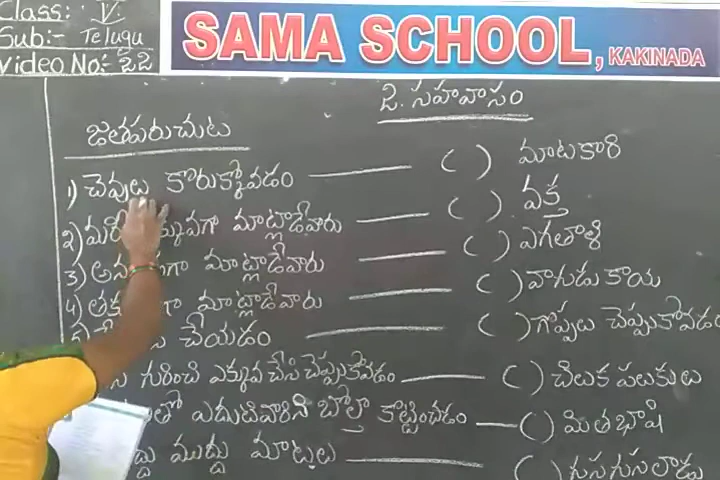 Class:- V
Sub:- Telugu
Video No:- 22
SAMA SCHOOL, KAKINADA
2. సహవాసం
జతపరుచుట
1) చెవులు కొరుక్కోవడం ( ) మాటకారి
2) మాట్లాడేవారు ( ) వక్త
3) మాట్లాడేవారు ( ) ఎగతాళి
4) మాట్లాడేవారు ( ) వాగుడు కాయ
చేయడం ( ) గొప్పలు చెప్పుకోవడం
గురించి ఎక్కువ చేసి చెప్పుకోవడం ( ) చిలుక పలుకులు
తో ఎదుటివారిని బోల్తా కొట్టించడం ( ) మితభాషి
ముద్దు మాటలు ( ) గుసగుసలాడు